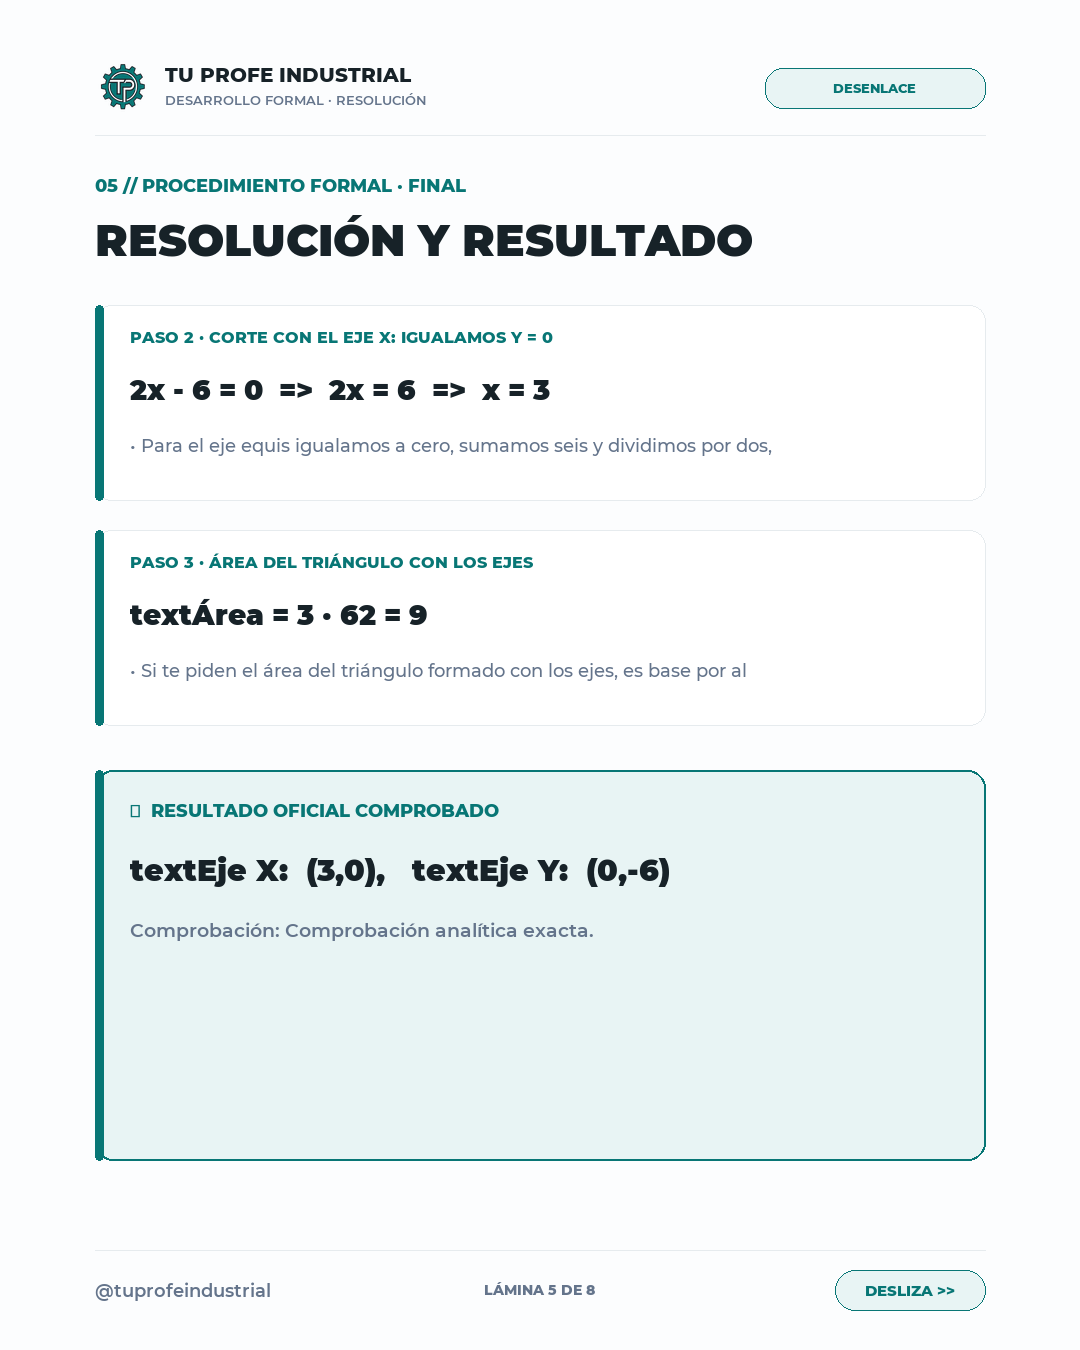 TP
TU PROFE INDUSTRIAL
DESARROLLO FORMAL · RESOLUCIÓN
DESENLACE
05 // PROCEDIMIENTO FORMAL · FINAL
RESOLUCIÓN Y RESULTADO
PASO 2 · CORTE CON EL EJE X: IGUALAMOS Y = 0
2x - 6 = 0 => 2x = 6 => x = 3
· Para el eje equis igualamos a cero, sumamos seis y dividimos por dos,
PASO 3 · ÁREA DEL TRIÁNGULO CON LOS EJES
textÁrea = 3 · 62 = 9
· Si te piden el área del triángulo formado con los ejes, es base por al
RESULTADO OFICIAL COMPROBADO
textEje X: (3,0), textEje Y: (0,-6)
Comprobación: Comprobación analítica exacta.
@tuprofeindustrial
LÁMINA 5 DE 8
DESLIZA >>